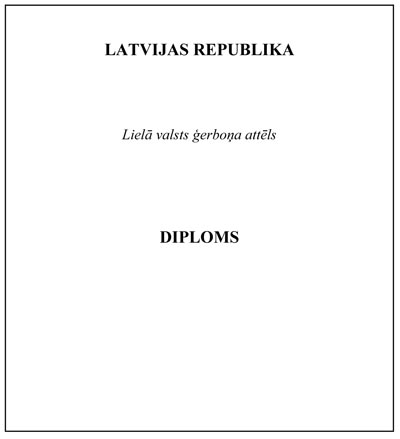 LATVIJAS REPUBLIKA
Lielā valsts ģerboņa attēls
DIPLOMS